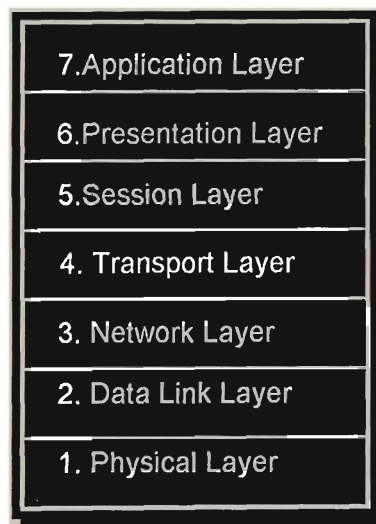 7.Application Layer
6.Presentation Layer
5.Session Layer
4. Transport Layer
3. Network Layer
2. Data Link Layer
1. Physical Layer